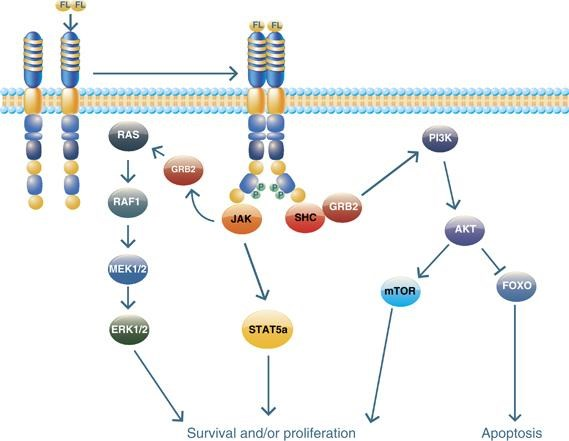 FL FL
FL FL
RAS
PI3K
GRB2
RAF1
P P
P P
GRB2
JAK
SHC
AKT
MEK1/2
mTOR
FOXO
ERK1/2
STAT5a
Survival and/or proliferation
Apoptosis